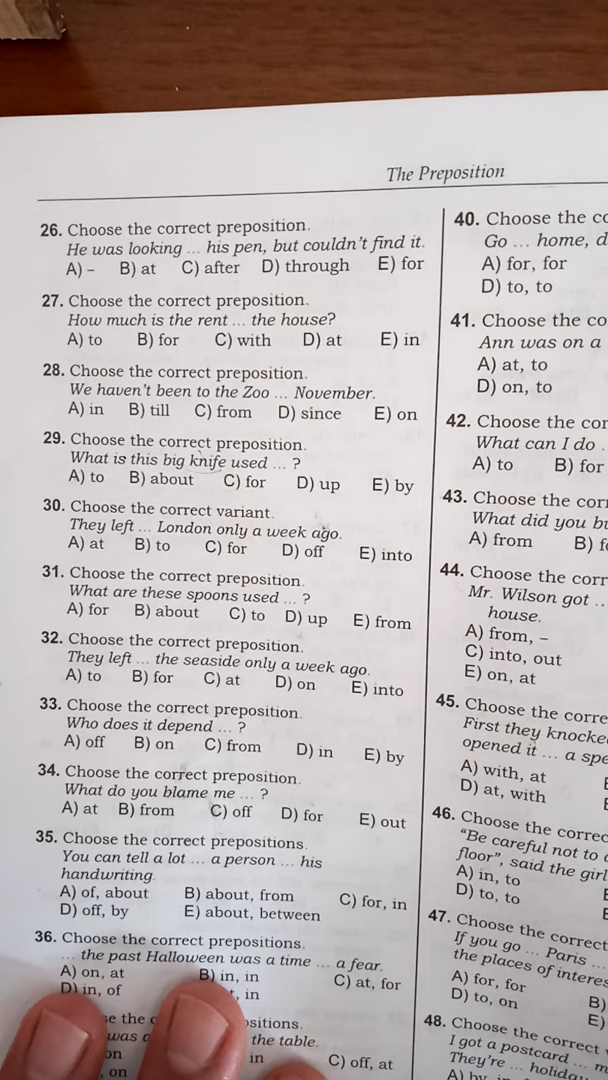 The Preposition
26. Choose the correct preposition.
He was looking ... his pen, but couldn't find it.
A) – B) at C) after D) through E) for
27. Choose the correct preposition.
How much is the rent ... the house?
A) to B) for C) with D) at E) in
28. Choose the correct preposition.
We haven't been to the Zoo ... November.
A) in B) till C) from D) since E) on
29. Choose the correct preposition.
What is this big knife used ... ?
A) to B) about C) for D) up E) by
30. Choose the correct variant.
They left ... London only a week ago.
A) at B) to C) for D) off E) into
31. Choose the correct preposition.
What are these spoons used ... ?
A) for B) about C) to D) up E) from
32. Choose the correct preposition.
They left ... the seaside only a week ago.
A) to B) for C) at D) on E) into
33. Choose the correct preposition.
Who does it depend ... ?
A) off B) on C) from D) in E) by
34. Choose the correct preposition.
What do you blame me ... ?
A) at B) from C) off D) for E) out
35. Choose the correct prepositions.
You can tell a lot ... a person ... his
handwriting.
A) of, about B) about, from C) for, in
D) off, by E) about, between
36. Choose the correct prepositions.
... the past Halloween was a time ... a fear.
A) on, at B) in, in C) at, for
D) in, of in
the
was the table.
on in C) off, at
on
40. Choose the
Go ... home,
A) for, for
D) to, to
41. Choose the
Ann was on a
A) at, to
D) on, to
42. Choose the
What can I do
A) to B) for
43. Choose the
What did you
A) from B)
44. Choose the
Mr. Wilson got ...
house.
A) from, –
C) into, out
E) on, at
45. Choose the
First they
opened it ... a
A) with, at
D) at, with
46. Choose the
"Be careful not to
floor", said the girl
A) in, to
D) to, to
47. Choose the correct
If you go ... Paris ...
the places of
A) for, for B)
D) to, on E)
48. Choose the correct
I got a postcard ...
They're ...
A) by